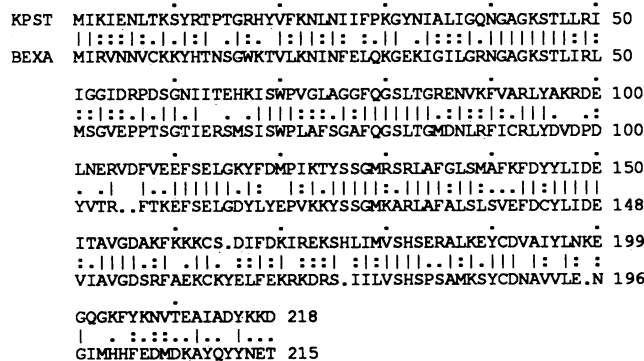 KPST MIKIENLTKSYRTPTGRHYVFKNLNIIFPKGYNIALIGQNGAGKSTLLRI 50
BEXA MIRVNNVCKKYHTNSGWKTVLKNINFELQKGEKIGILGRNGAGKSTLIRL 50
IGGIDRPDSGNIITEHKISWPVGLAGGFQGSLTGRENVKFVARLYAKRDE 100
MSGVEPPTSGTIERSMSISWPLAFSGAFQGSLTGMDNLRFICRLYDVDPD 100
LNERVDFVEEFSELGKYFDMPIKTYSSGMRSRLAFGLSMAFKFDYYLIDE 150
YVTR..FTKEFSELGDYLYEPVKKYSSGMKARLAFALSLSVEFDCYLIDE 148
ITAVGDAKFKKKCS.DIFDKIREKSHLIMVSHSERALKEYCDVAIYLNKE 199
VIAVGDSRFAEKCKYELFEKRKDRS.IILVSHSPSAMKSYCDNAVVLE.N 196
GQGKFYKNVTEAIADYKKD 218
GIMHHFEDMDKAYQYYNET 215